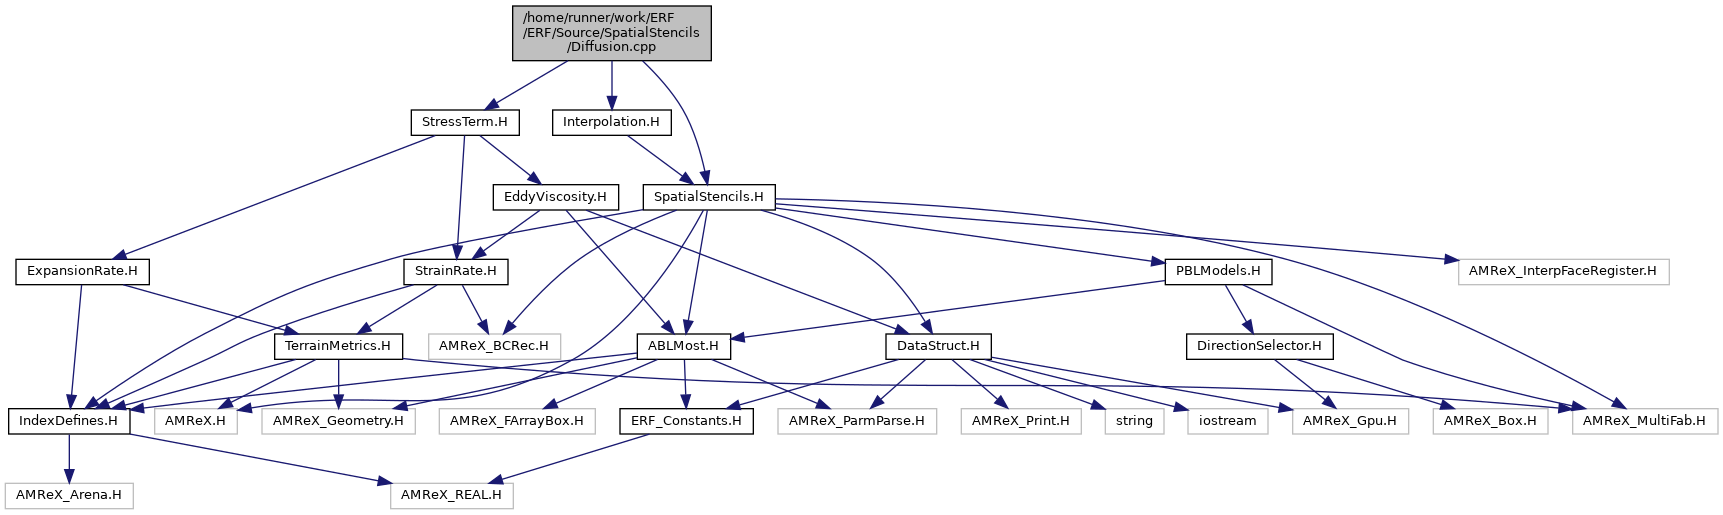 /home/runner/work/ERF
/ERF/Source/SpatialStencils
/Diffusion.cpp
StressTerm.H
Interpolation.H
EddyViscosity.H
SpatialStencils.H
ExpansionRate.H
StrainRate.H
PBLModels.H
AMReX_InterpFaceRegister.H
TerrainMetrics.H
AMReX_BCRec.H
ABLMost.H
DataStruct.H
DirectionSelector.H
IndexDefines.H
AMReX.H
AMReX_Geometry.H
AMReX_FArrayBox.H
ERF_Constants.H
AMReX_ParmParse.H
AMReX_Print.H
string
iostream
AMReX_Gpu.H
AMReX_Box.H
AMReX_MultiFab.H
AMReX_Arena.H
AMReX_REAL.H